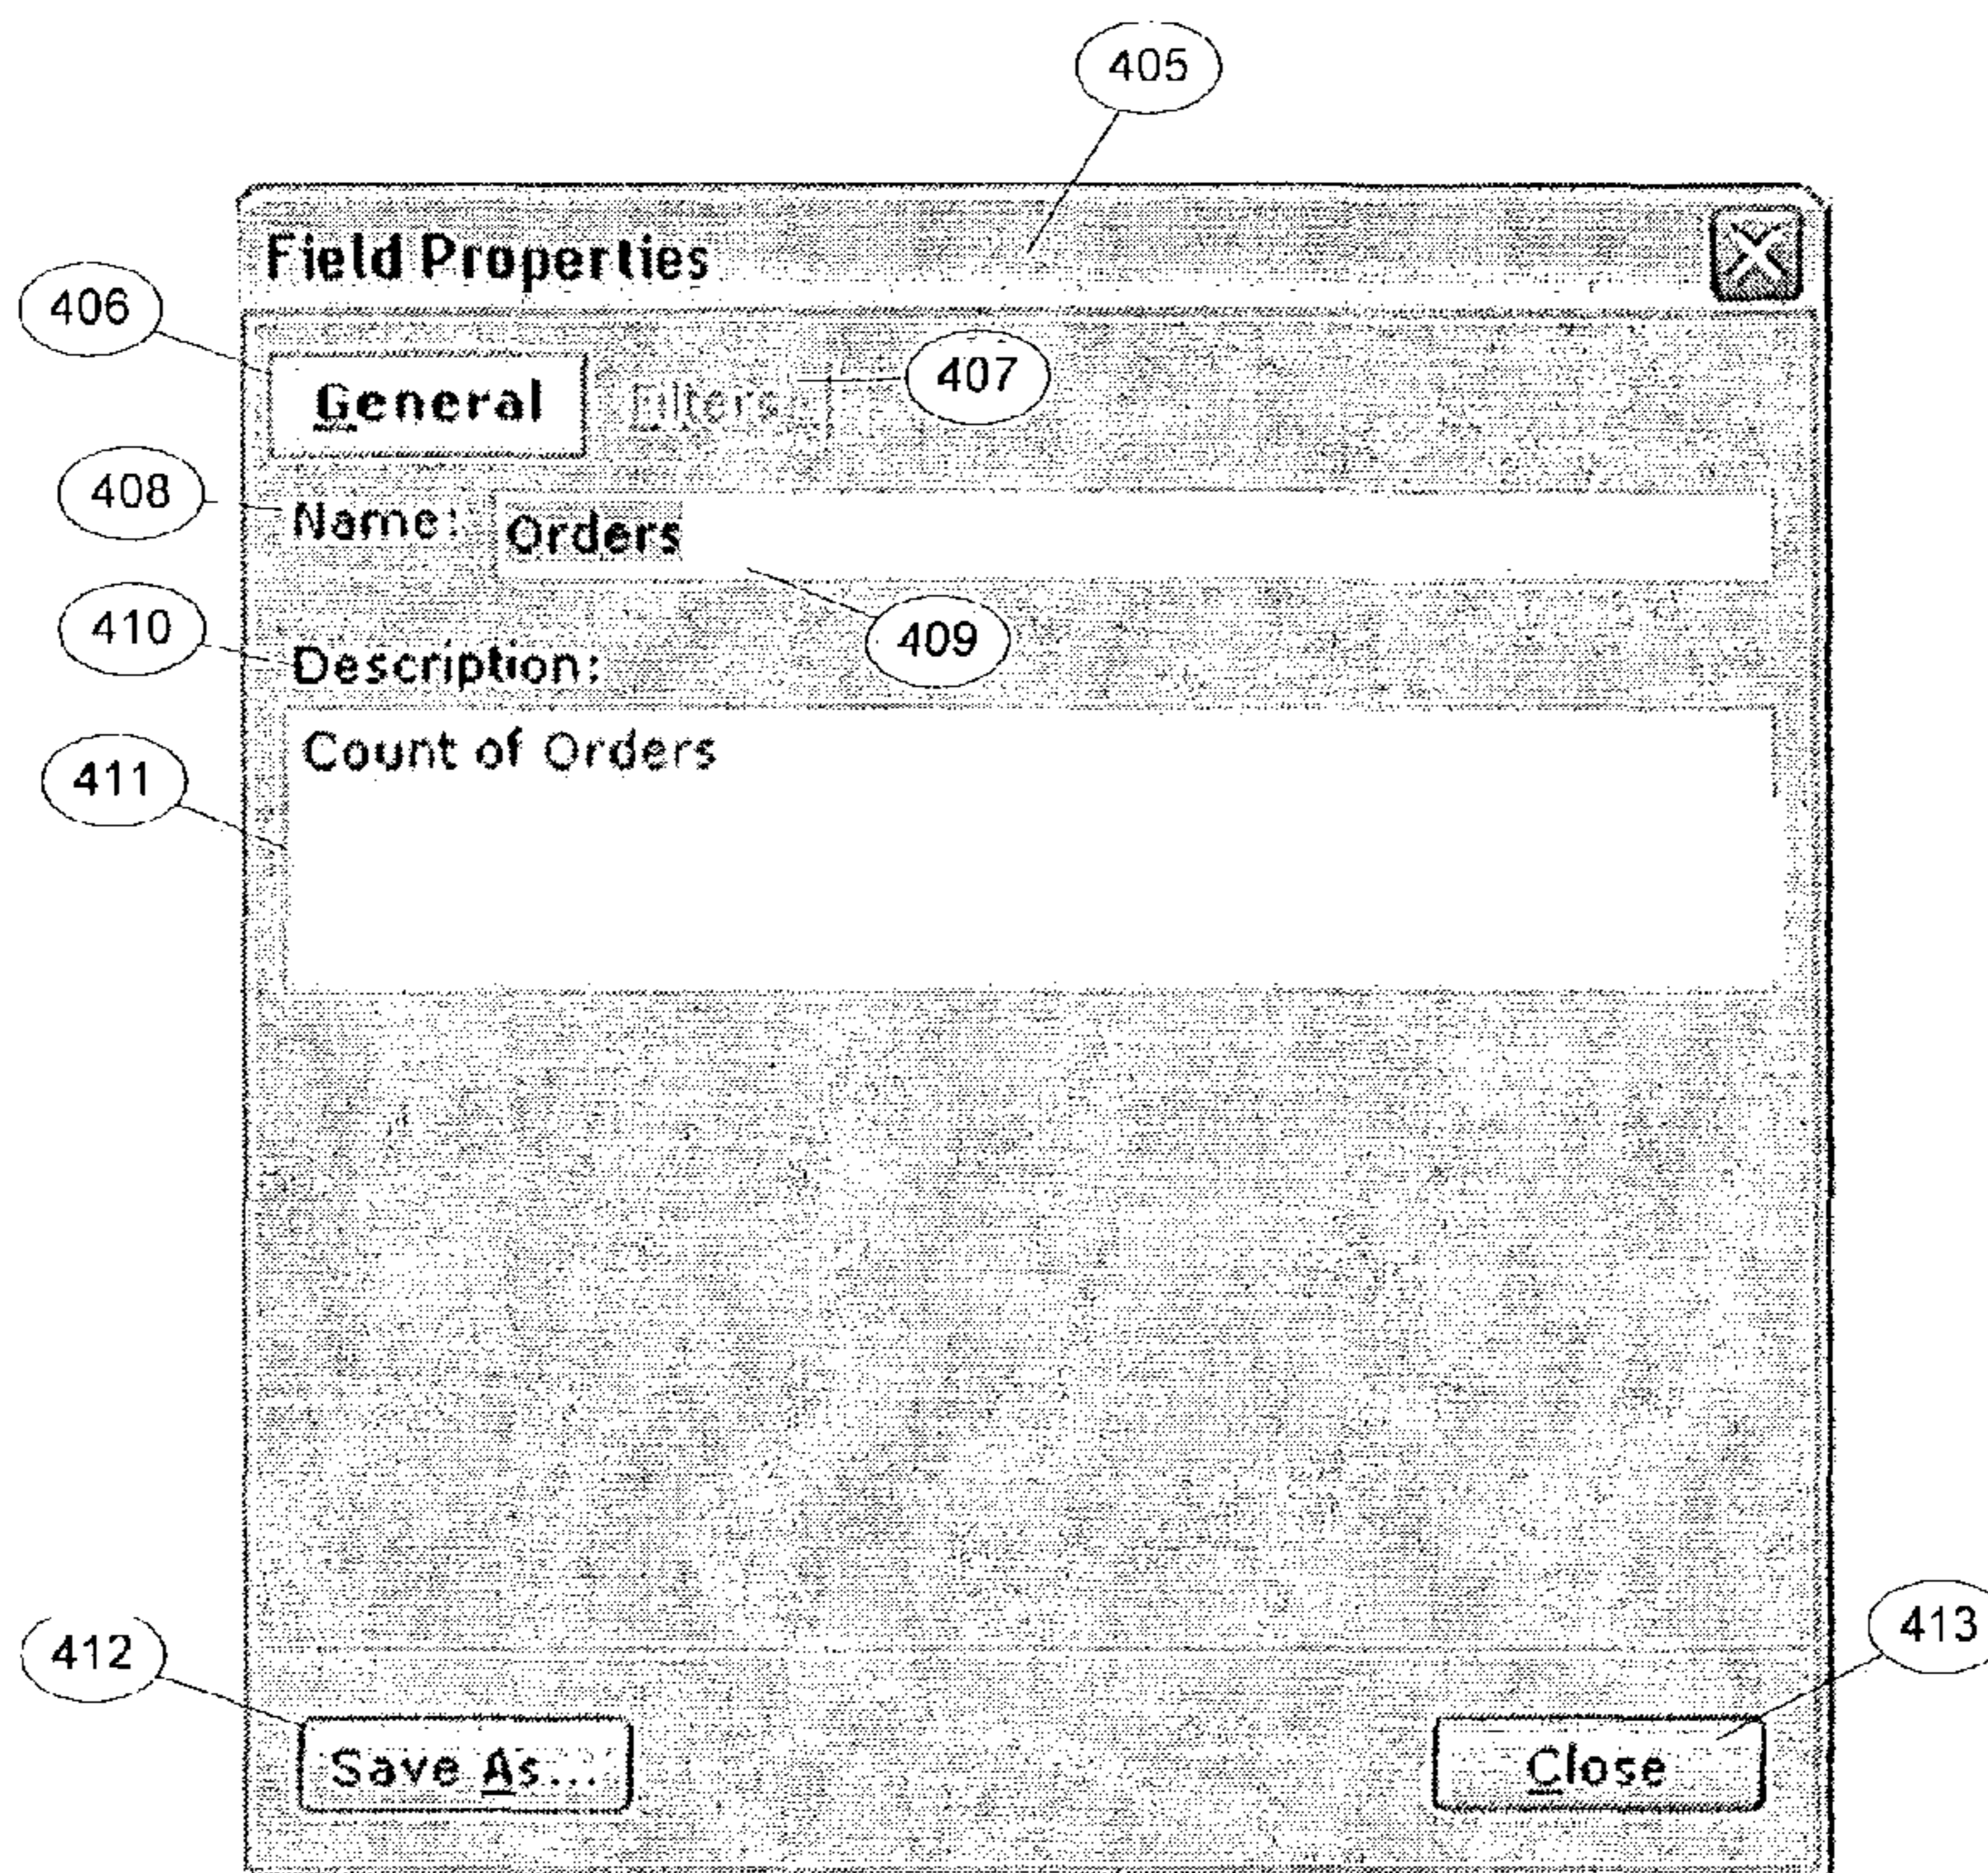 405
Field Properties
406
General Filters
407
408
Name: Orders
409
410
Description:
411
Count of Orders
412
413
Save As...
Close